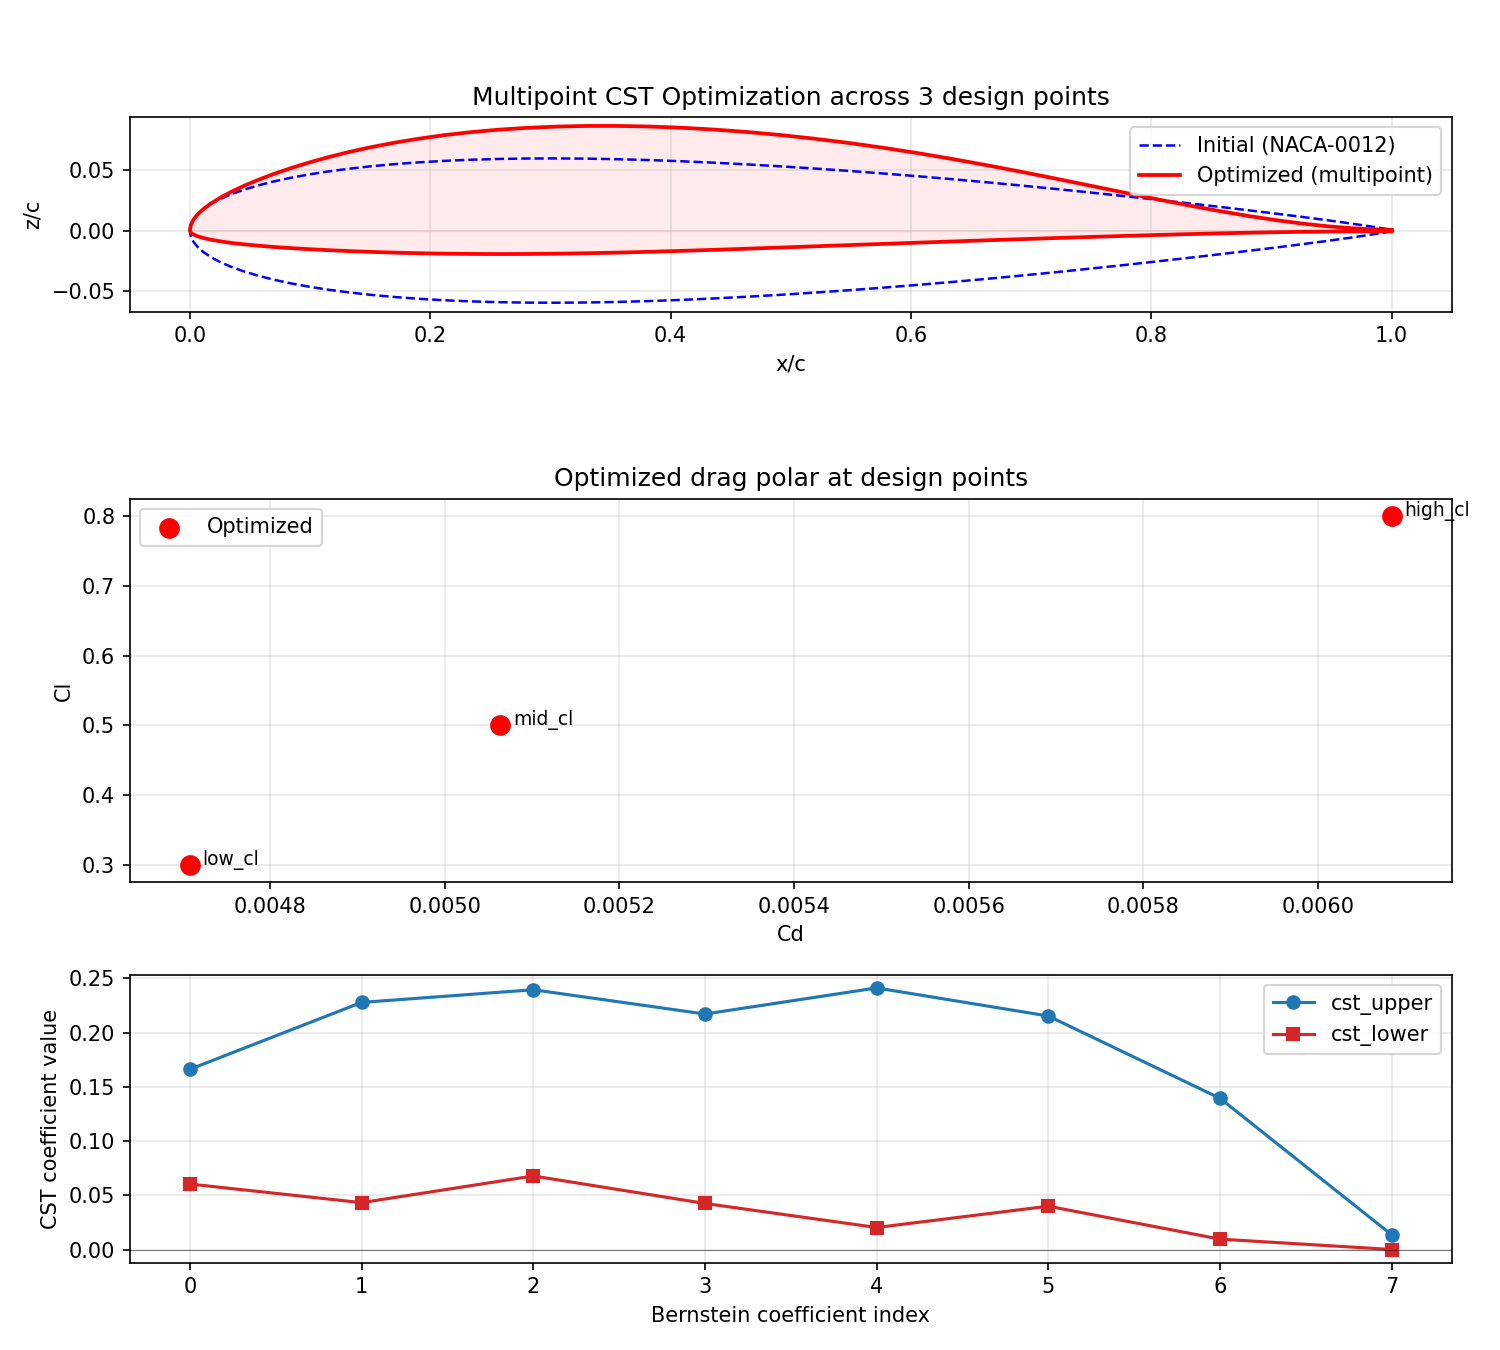 Multipoint CST Optimization across 3 design points
Initial (NACA-0012)
Optimized (multipoint)
z/c
0.05
0.00
−0.05
0.0 0.2 0.4 0.6 0.8 1.0
x/c
Optimized drag polar at design points
Optimized
high_cl
mid_cl
low_cl
Cl
0.8
0.7
0.6
0.5
0.4
0.3
0.0048 0.0050 0.0052 0.0054 0.0056 0.0058 0.0060
Cd
cst_upper
cst_lower
CST coefficient value
0.25
0.20
0.15
0.10
0.05
0.00
0 1 2 3 4 5 6 7
Bernstein coefficient index